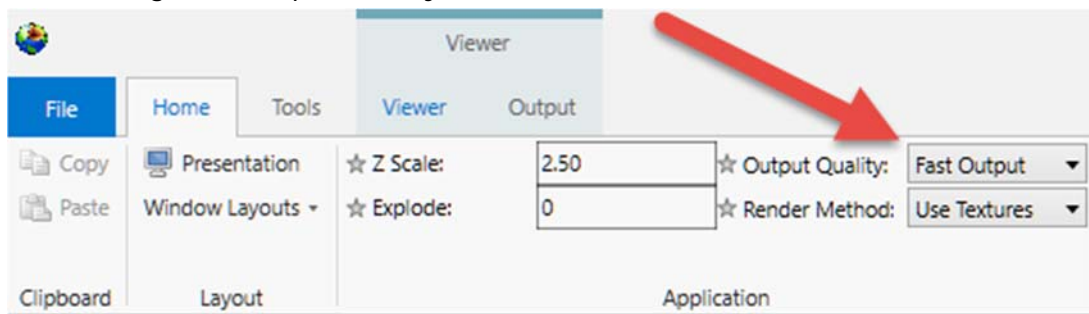 Viewer
File Home Tools Viewer Output
Copy Presentation Z Scale: 2.50 Output Quality: Fast Output
Paste Window Layouts Explode: 0 Render Method: Use Textures
Clipboard Layout Application